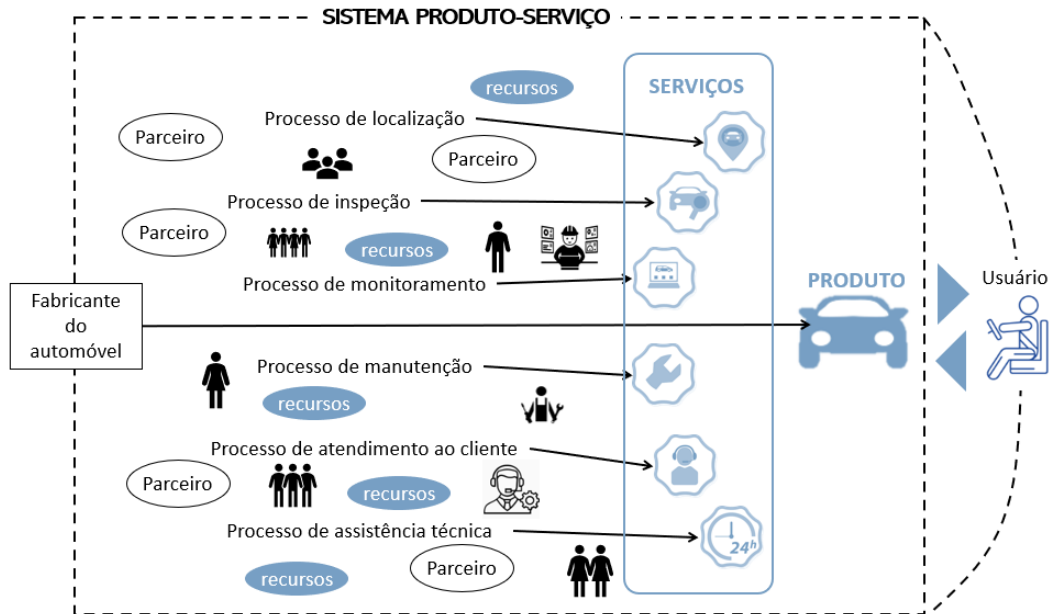 SISTEMA PRODUTO-SERVIÇO
recursos
SERVIÇOS
Processo de localização
Parceiro
Parceiro
Processo de inspeção
Parceiro
recursos
Processo de monitoramento
PRODUTO
Usuário
Fabricante
do
automóvel
Processo de manutenção
recursos
Processo de atendimento ao cliente
Parceiro
recursos
Processo de assistência técnica
24h
Parceiro
recursos